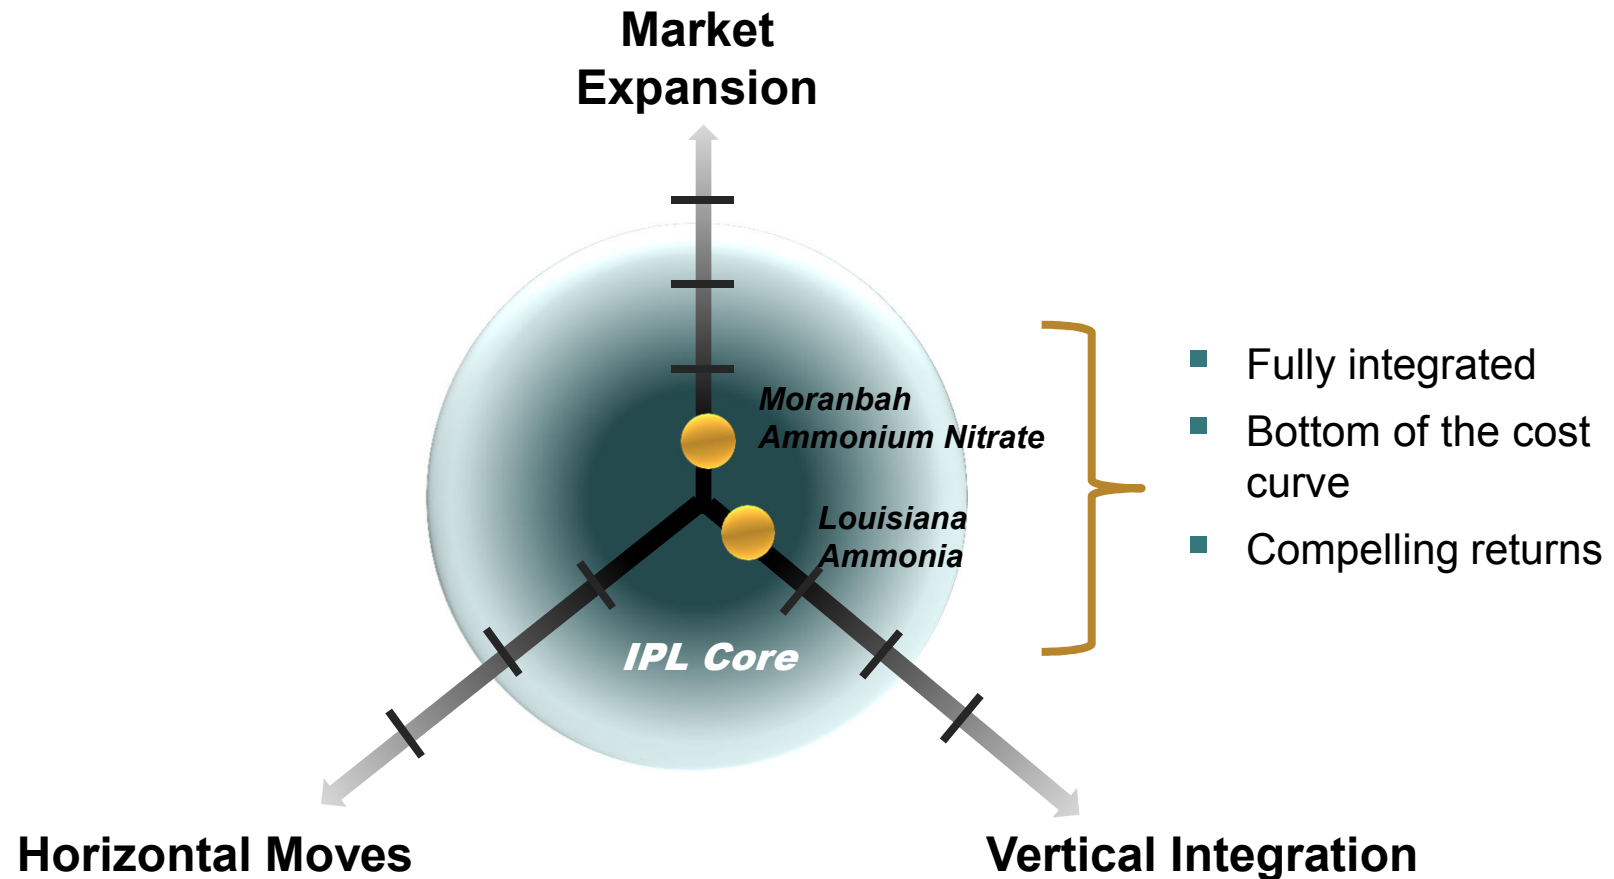 Market
Expansion
Moranbah
Ammonium Nitrate
Louisiana
Ammonia
IPL Core
Fully integrated
Bottom of the cost
curve
Compelling returns
Horizontal Moves
Vertical Integration